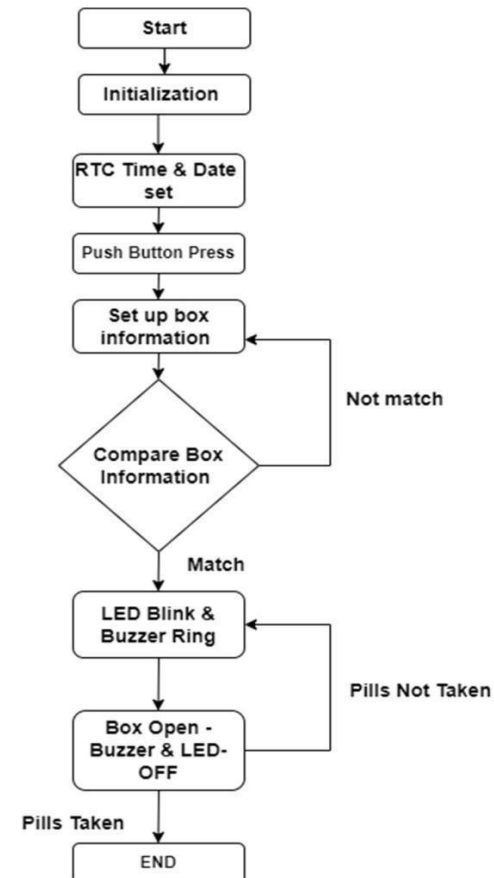 Start
Initialization
RTC Time & Date
set
Push Button Press
Set up box
information
Not match
Compare Box
Information
Match
LED Blink &
Buzzer Ring
Pills Not Taken
Box Open -
Buzzer & LED-
OFF
Pills Taken
END